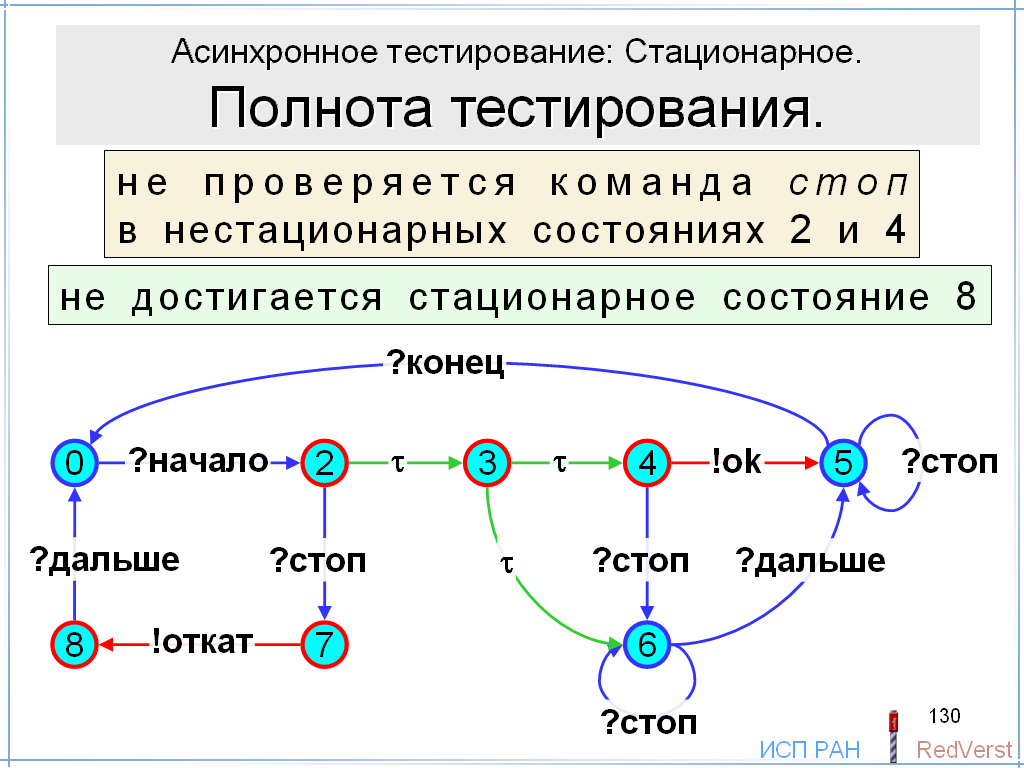 Асинхронное тестирование: Стационарное.
Полнота тестирования.
не проверяется команда стоп
в нестационарных состояниях 2 и 4
не достигается стационарное состояние 8
?конец
0 ?начало 2 τ 3 τ 4 !ok 5 ?стоп
?дальше ?стоп τ ?стоп ?дальше
8 !откат 7 6
?стоп
130
ИСП РАН RedVerst